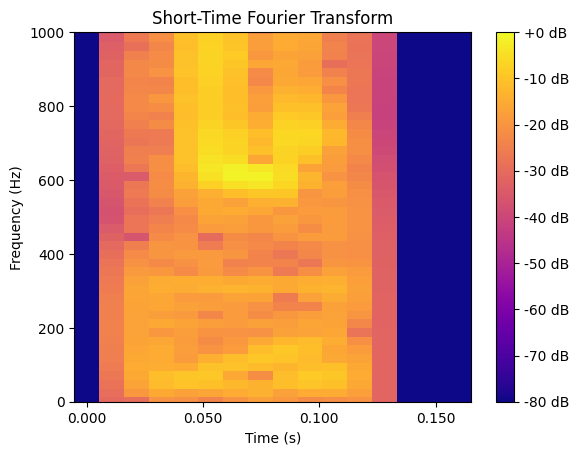 Short-Time Fourier Transform
1000
800
600
400
200
0
Frequency (Hz)
0.000
0.050
0.100
0.150
Time (s)
+0 dB
-10 dB
-20 dB
-30 dB
-40 dB
-50 dB
-60 dB
-70 dB
-80 dB